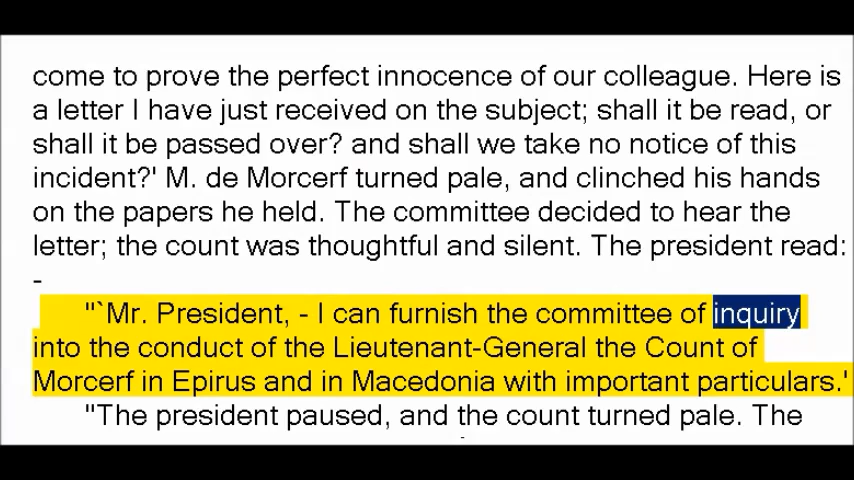 come to prove the perfect innocence of our colleague. Here is
a letter I have just received on the subject; shall it be read, or
shall it be passed over? and shall we take no notice of this
incident?' M. de Morcerf turned pale, and clinched his hands
on the papers he held. The committee decided to hear the
letter; the count was thoughtful and silent. The president read:
-
"`Mr. President, - I can furnish the committee of inquiry
into the conduct of the Lieutenant-General the Count of
Morcerf in Epirus and in Macedonia with important particulars.'
"The president paused, and the count turned pale. The